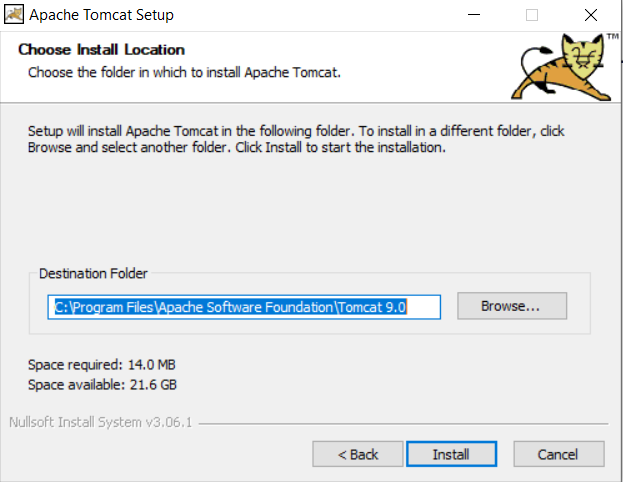 Apache Tomcat Setup
Choose Install Location
Choose the folder in which to install Apache Tomcat.
TM
Setup will install Apache Tomcat in the following folder. To install in a different folder, click
Browse and select another folder. Click Install to start the installation.
Destination Folder
C:\Program Files\Apache Software Foundation\Tomcat 9.0
Browse...
Space required: 14.0 MB
Space available: 21.6 GB
Nullsoft Install System v3.06.1
< Back
Install
Cancel